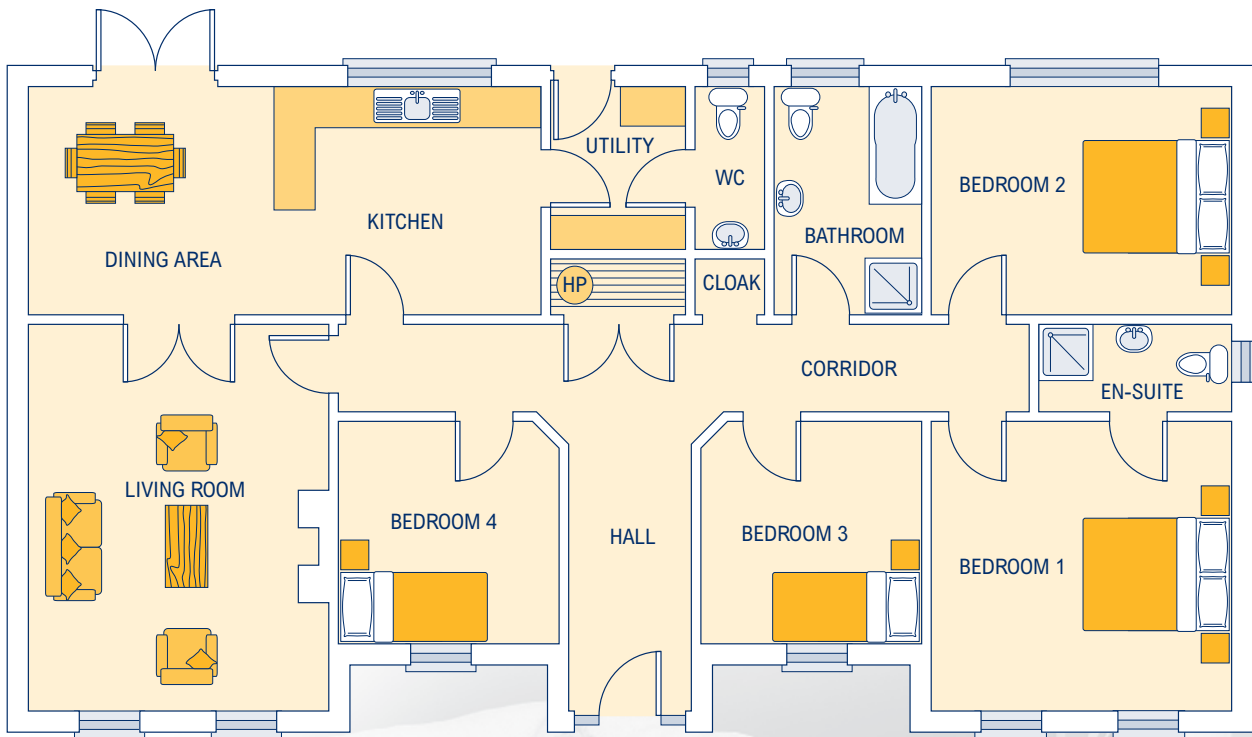 UTILITY
WC
BEDROOM 2
KITCHEN
BATHROOM
DINING AREA
HP
CLOAK
CORRIDOR
EN-SUITE
LIVING ROOM
BEDROOM 4
HALL
BEDROOM 3
BEDROOM 1